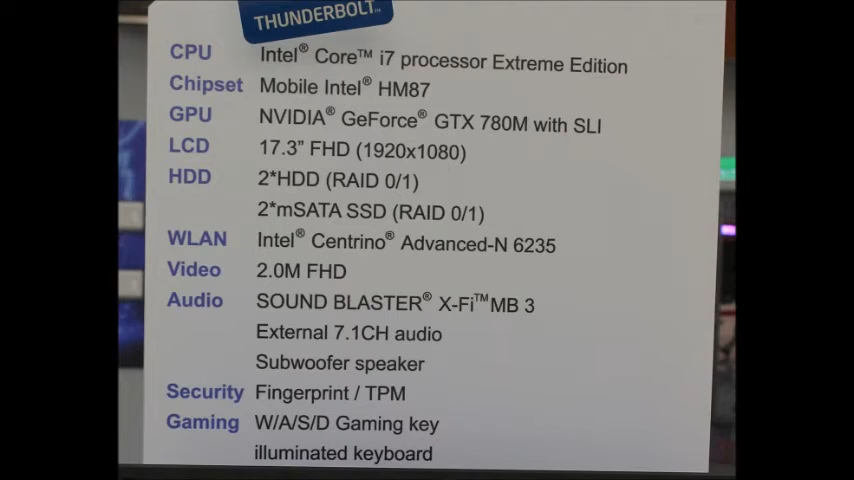 THUNDERBOLT™
CPU Intel® Core™ i7 processor Extreme Edition
Chipset Mobile Intel® HM87
GPU NVIDIA® GeForce® GTX 780M with SLI
LCD 17.3” FHD (1920x1080)
HDD 2*HDD (RAID 0/1)
2*mSATA SSD (RAID 0/1)
WLAN Intel® Centrino® Advanced-N 6235
Video 2.0M FHD
Audio SOUND BLASTER® X-Fi™ MB 3
External 7.1CH audio
Subwoofer speaker
Security Fingerprint / TPM
Gaming W/A/S/D Gaming key
illuminated keyboard